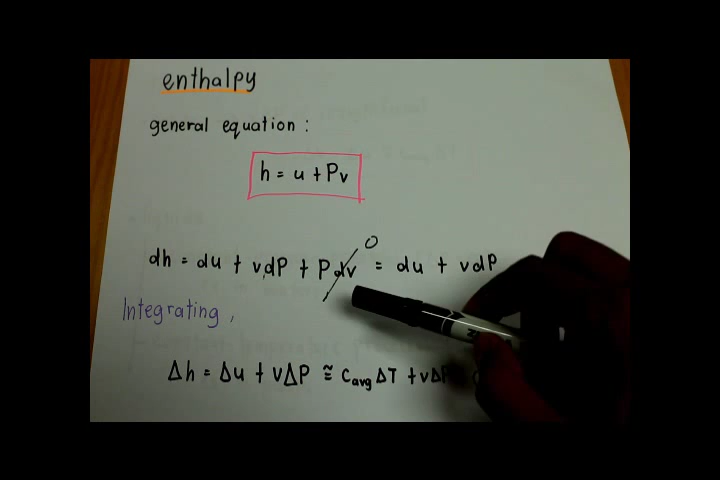 enthalpy
general equation :
h = u + Pv
dh = du + vdP + Pdv = du + vdP
0
Integrating,
Δh = Δu + vΔP ≅ Cavg ΔT + vΔP